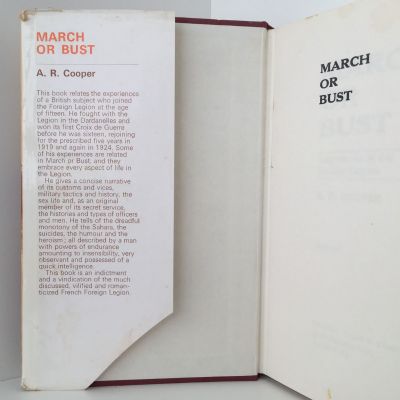 MARCH
OR BUST
A. R. Cooper
This book relates the experiences
of a British subject who joined
the Foreign Legion at the age
of fifteen. He fought with the
Legion in the Dardanelles and
won its first Croix de Guerre
before he was sixteen, rejoining
for the prescribed five years in
1919 and again in 1924. Some
of his experiences are related
in March or Bust; and they
embrace every aspect of life in
the Legion.
He gives a concise narrative
of its customs and vices,
military tactics and history, the
sex life and, as an original
member of its secret service,
the histories and types of officers
and men. He tells of the dreadful
monotony of the Sahara, the
suicides, the humour and the
heroism; all described by a man
with powers of endurance
amounting to insensibility, very
observant and possessed of a
quick intelligence.
This book is an indictment
and a vindication of the much
discussed, vilified and roman-
ticized French Foreign Legion.
MARCH
OR
BUST